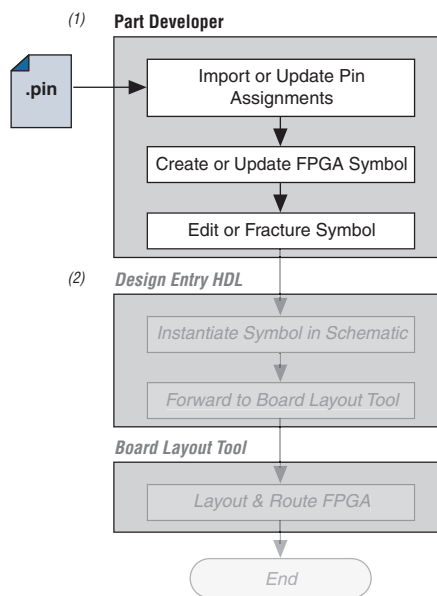 (1) Part Developer
.pin
Import or Update Pin
Assignments
Create or Update FPGA Symbol
Edit or Fracture Symbol
(2) Design Entry HDL
Instantiate Symbol in Schematic
Forward to Board Layout Tool
Board Layout Tool
Layout & Route FPGA
End